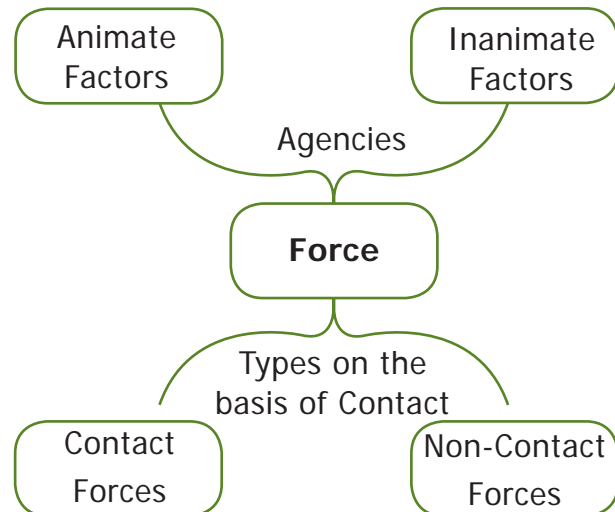 Animate
Factors
Inanimate
Factors
Agencies
Force
Types on the
basis of Contact
Contact
Forces
Non-Contact
Forces